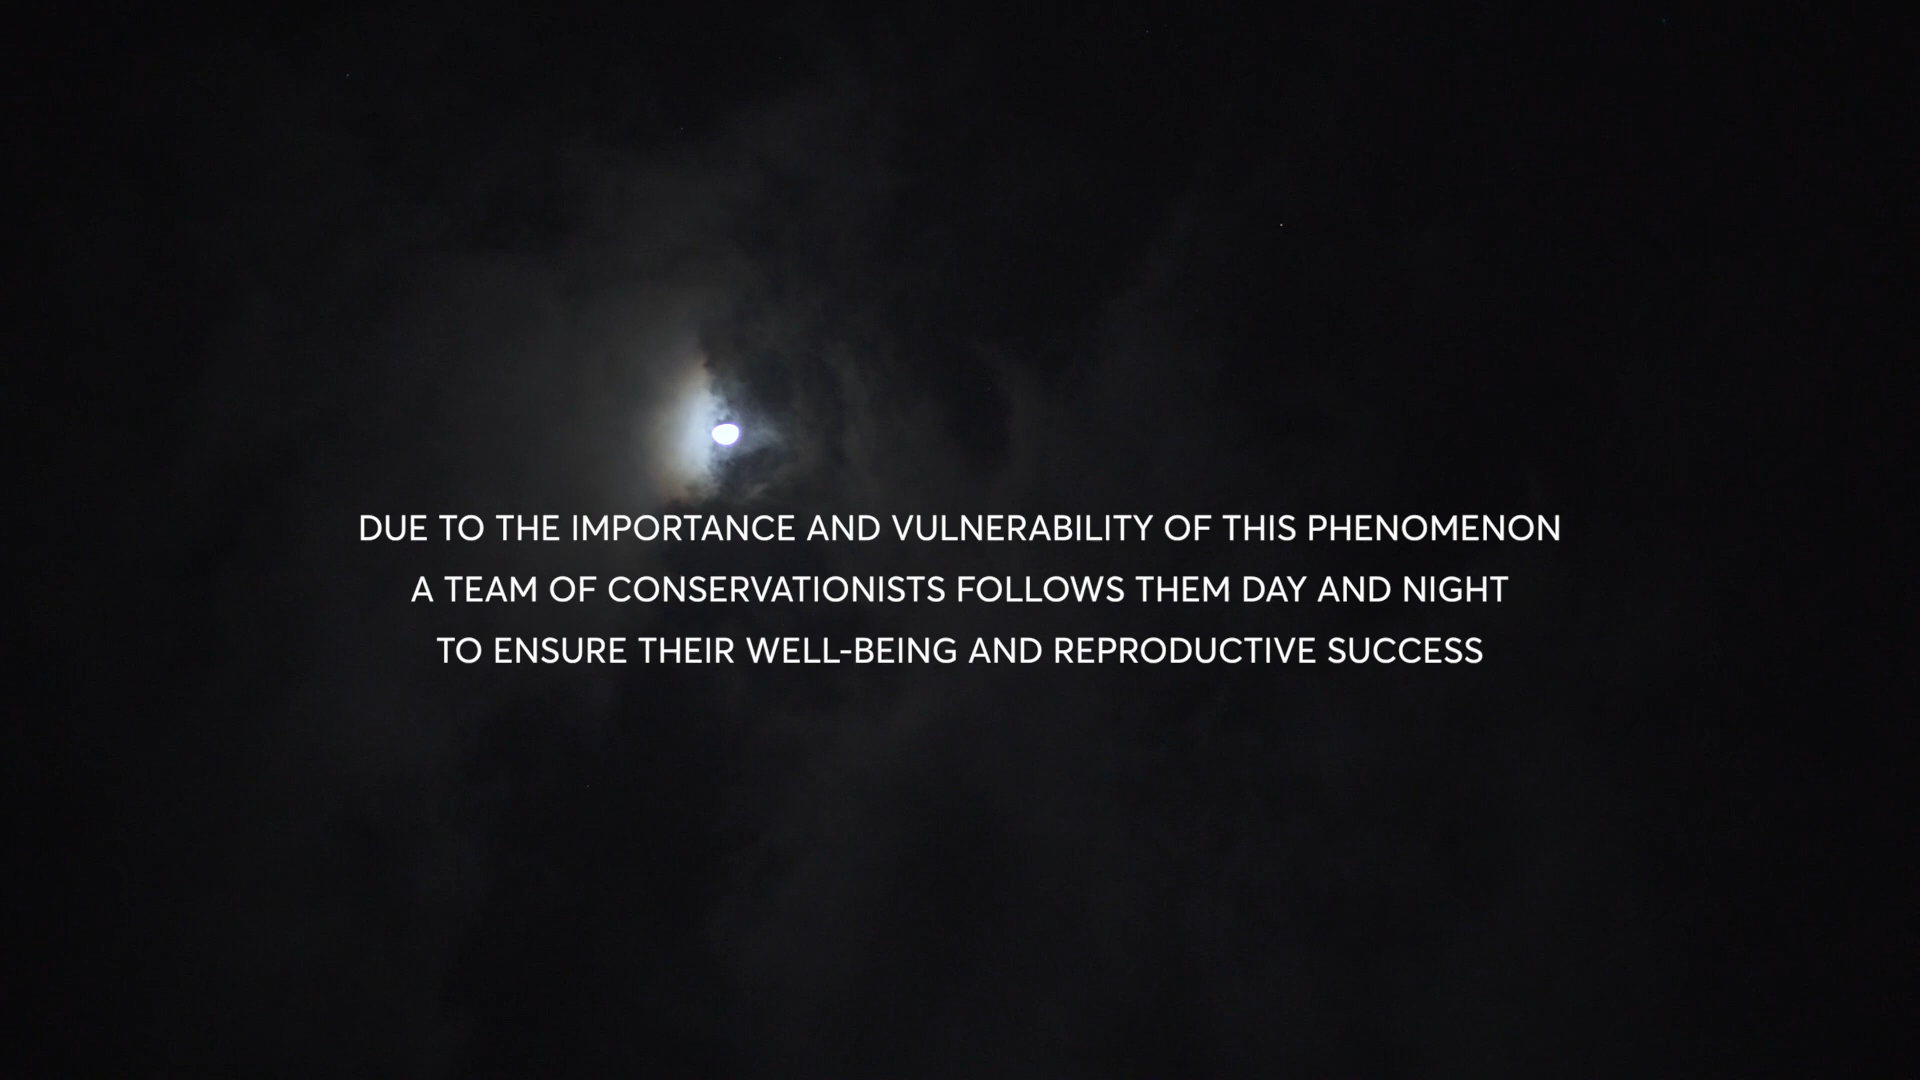 DUE TO THE IMPORTANCE AND VULNERABILITY OF THIS PHENOMENON
A TEAM OF CONSERVATIONISTS FOLLOWS THEM DAY AND NIGHT
TO ENSURE THEIR WELL-BEING AND REPRODUCTIVE SUCCESS